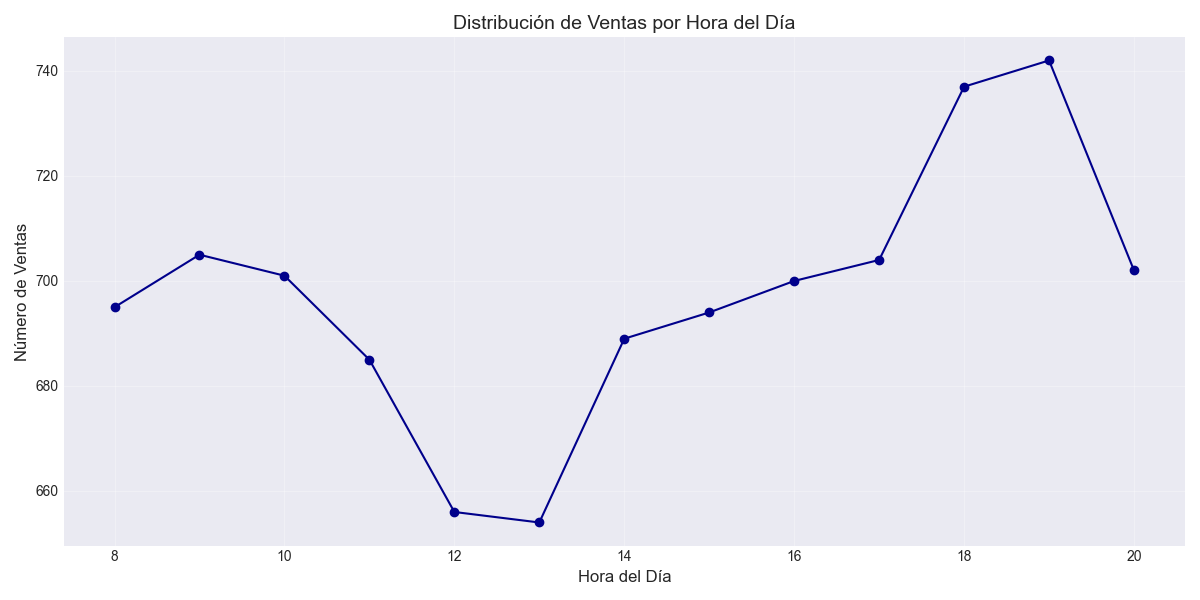 Distribución de Ventas por Hora del Día
Número de Ventas
740
720
700
680
660
8 10 12 14 16 18 20
Hora del Día